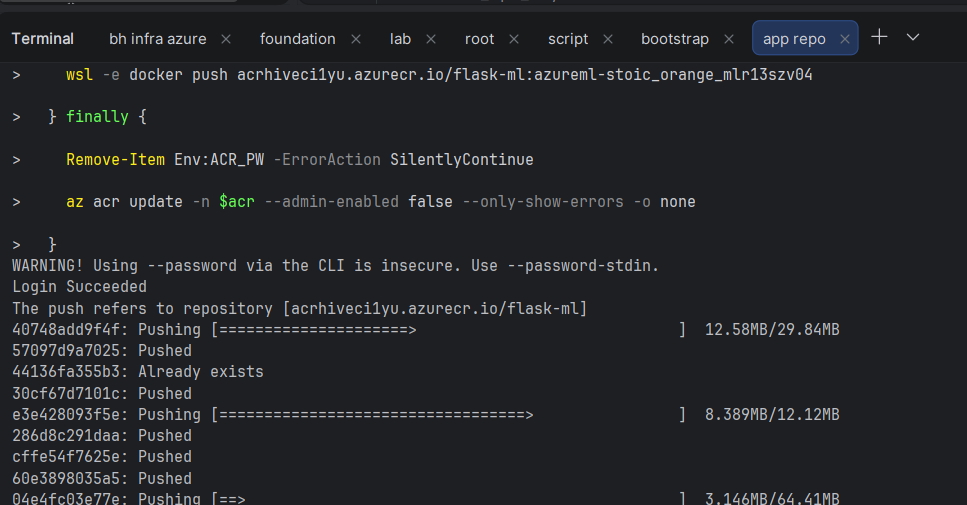 Terminal bh infra azure × foundation × lab × root × script × bootstrap × app repo ×
> wsl -e docker push acrhiveci1yu.azurecr.io/flask-ml:azureml-stoic_orange_mlr13szv04
> } finally {
> Remove-Item Env:ACR_PW -ErrorAction SilentlyContinue
> az acr update -n $acr --admin-enabled false --only-show-errors -o none
> }
WARNING! Using --password via the CLI is insecure. Use --password-stdin.
Login Succeeded
The push refers to repository [acrhiveci1yu.azurecr.io/flask-ml]
40748add9f4f: Pushing [=====================> ] 12.58MB/29.84MB
57097d9a7025: Pushed
44136fa355b3: Already exists
30cf67d7101c: Pushed
e3e428093f5e: Pushing [==================================> ] 8.389MB/12.12MB
286d8c291daa: Pushed
cffe54f7625e: Pushed
60e3898035a5: Pushed
04e4fc03e77e: Pushing [==> ] 3.146MB/64.41MB